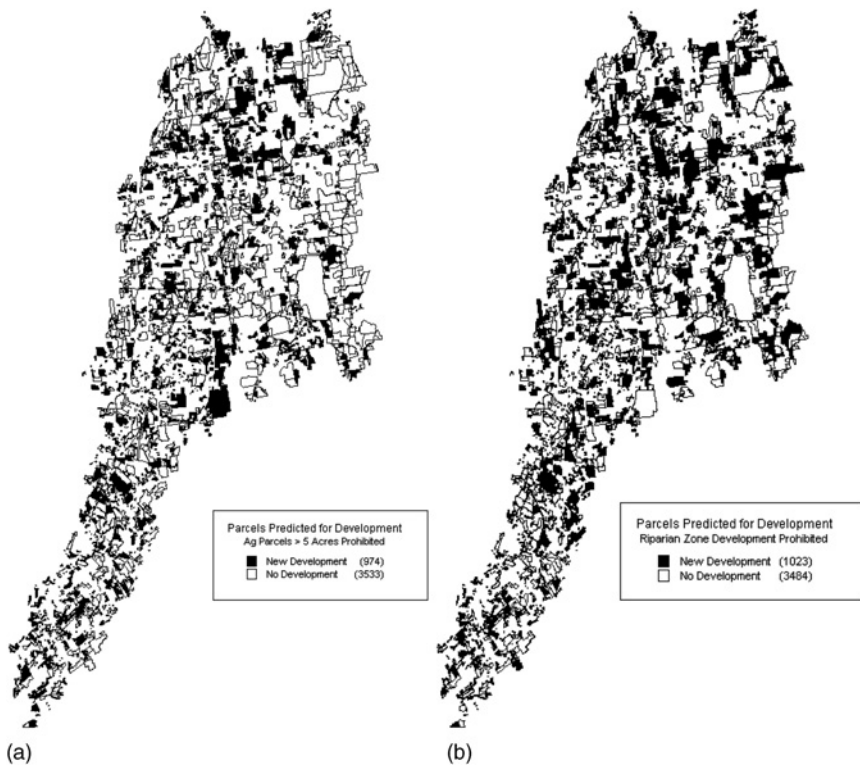 Parcels Predicted for Development
Ag Parcels > 5 Acres Prohibited
New Development (974)
No Development (3533)
Parcels Predicted for Development
Riparian Zone Development Prohibited
New Development (1023)
No Development (3484)
(a)
(b)